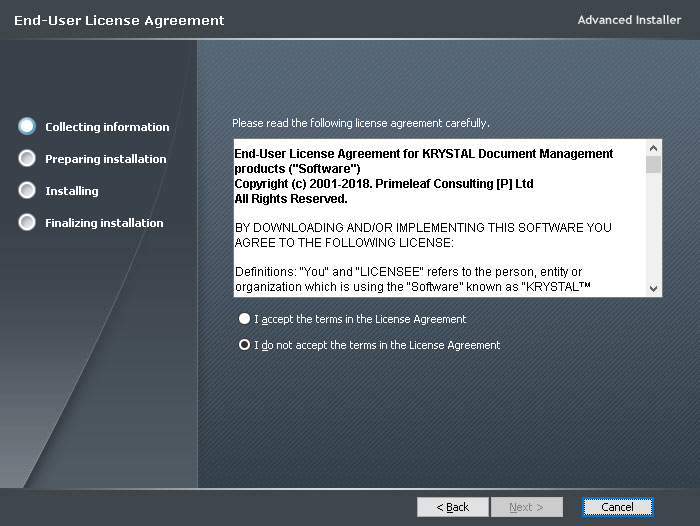 End-User License Agreement
Advanced Installer
Collecting information
Preparing installation
Installing
Finalizing installation
Please read the following license agreement carefully.
End-User License Agreement for KRYSTAL Document Management
products ("Software")
Copyright (c) 2001-2018. Primeleaf Consulting [P] Ltd
All Rights Reserved.
BY DOWNLOADING AND/OR IMPLEMENTING THIS SOFTWARE YOU
AGREE TO THE FOLLOWING LICENSE:
Definitions: "You" and "LICENSEE" refers to the person, entity or
organization which is using the "Software" known as "KRYSTAL™
I accept the terms in the License Agreement
I do not accept the terms in the License Agreement
< Back
Next >
Cancel